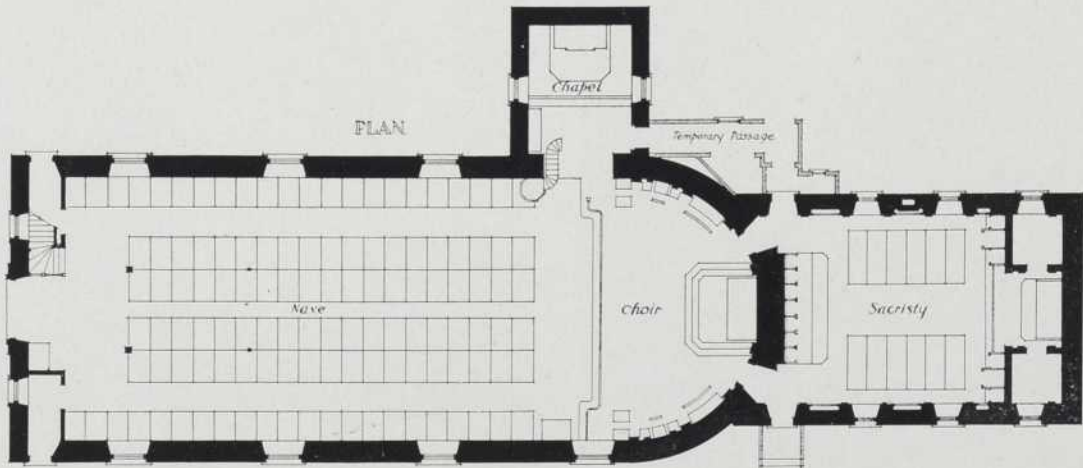 Chapel
PLAN
Temporary Passage
Nave
Choir
Sacristy